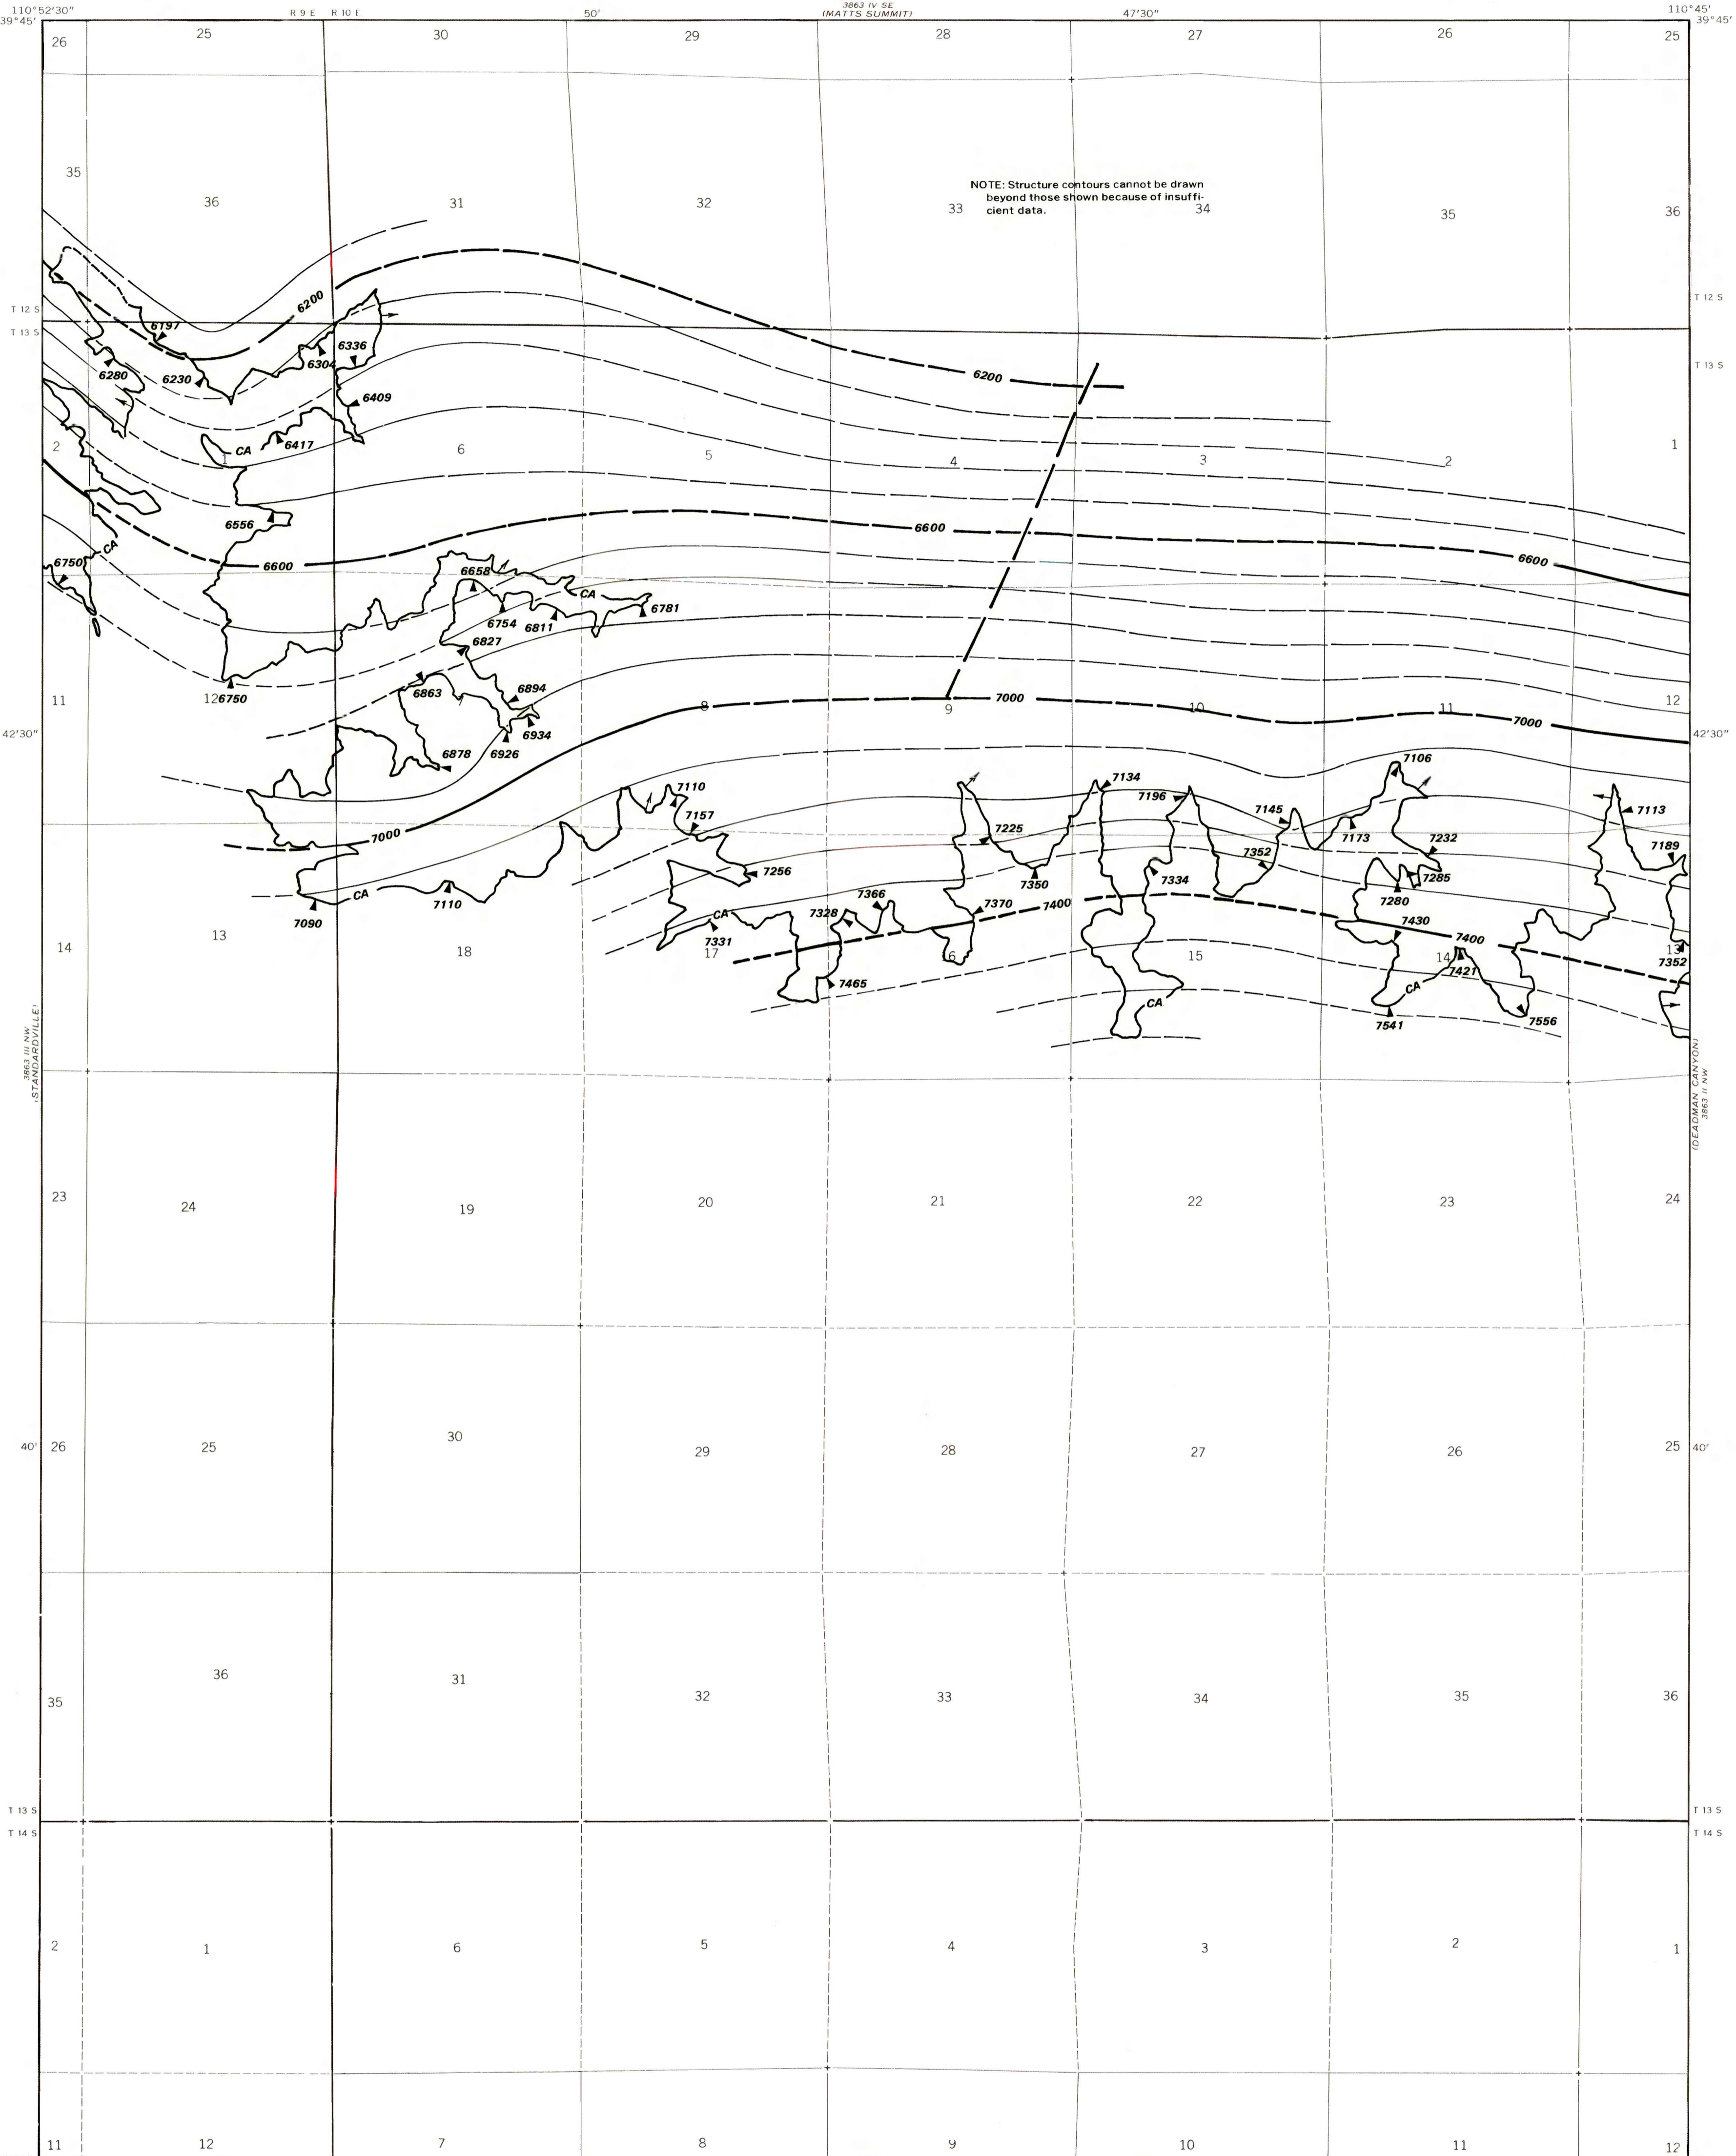 3863 IV SE
110°52'30" R 9 E R 10 E 50' (MATTS SUMMIT) 47'30" 110°45'
39°45' 39°45'
26 25 30 29 28 27 26 25
35
NOTE: Structure contours cannot be drawn
beyond those shown because of insuffi-
cient data.
36 31 32 33 34 35 36
6200
T 12 S T 12 S
6197
T 13 S
6336
6304
T 13 S
6280 6230 6200
6409
6417
2 CA 1 6 5 4 3 2 1
6556 6600
CA
6750 6600 6600
6658
CA
6754 6811 6781
6827
6863 6894
11 12 6750 7 8 9 7000 10 11 12
7000
42'30" 6934 42'30"
6926
6878 7106
7134
7110 7196
7157 7145 7113
7000 7225 7173 7232
7189
7352
7256 7350 7334 7285
CA 7110 7366 7280
7090 7328 7370 7400 7430
CA
7331
13 18 17 16 15 14 7400 13
14
7421 7352
7465 CA CA
7541 7556
3863 III NW
(STANDARDVILLE)
(DEADMAN CANYON)
3863 II NW
23 24 19 20 21 22 23 24
40' 26 25 30 29 28 27 26 25 40'
35 36 31 32 33 34 35 36
T 13 S T 13 S
T 14 S T 14 S
2 1 6 5 4 3 2 1
11 12 7 8 9 10 11 12